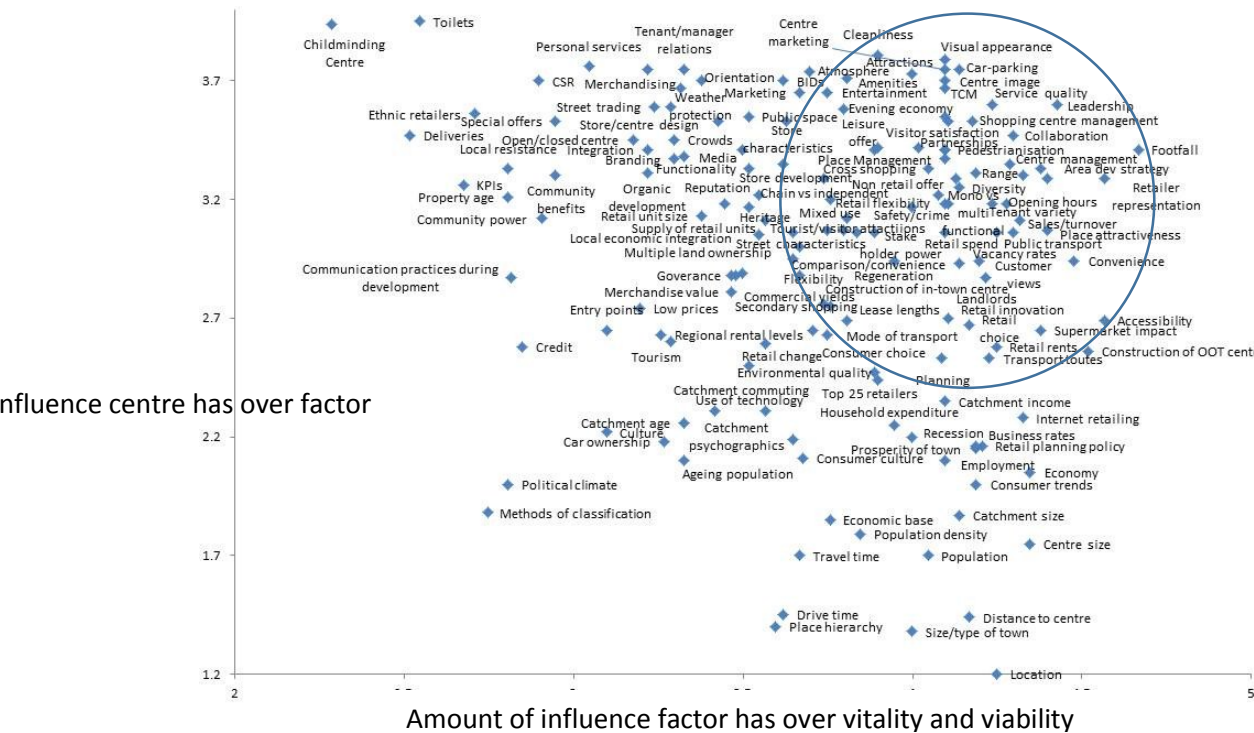 3.7
3.2
2.7
2.2
1.7
1.2
2
5
nfluence centre has over factor
Amount of influence factor has over vitality and viability
Childminding
Centre
Toilets
Personal services
Tenant/manager
relations
Centre
marketing
Cleanliness
Visual appearance
CSR
Merchandising
Orientation
BIDs
Atmosphere
Attractions
Amenities
Car-parking
Centre image
TCM
Service quality
Leadership
Ethnic retailers
Special offers
Street trading
Weather
protection
Marketing
Entertainment
Evening economy
Shopping centre management
Deliveries
Open/closed centre
Store/centre design
Public space
Leisure
offer
Visitor satisfaction
Collaboration
Local resistance
Integration
Crowds
Store
characteristics
Partnerships
Pedestrianisation
Footfall
Branding
Media
Functionality
Place Management
Cross shopping
Centre management
KPIs
Community
benefits
Organic
development
Reputation
Store development
Non retail offer
Range
Diversity
Area dev strategy
Retailer
representation
Property age
Chain vs independent
Retail flexibility
Mono vs
multi
functional
Opening hours
Community power
Retail unit size
Heritage
Mixed use
Safety/crime
Tenant variety
Supply of retail units
Tourist/visitor attactiions
Sales/turnover
Local economic integration
Street characteristics
Stake
holder power
Retail spend
Public transport
Place attractiveness
Multiple land ownership
Comparison/convenience
Vacancy rates
Convenience
Communication practices during
development
Goverance
Flexibility
Regeneration
Customer
views
Merchandise value
Commercial yields
Construction of in-town centre
Landlords
Entry points
Low prices
Secondary shopping
Lease lengths
Retail innovation
Accessibility
Regional rental levels
Mode of transport
Retail
choice
Supermarket impact
Credit
Tourism
Retail change
Consumer choice
Retail rents
Transport outes
Construction of OOT cent
Environmental quality
Planning
Catchment commuting
Use of technology
Top 25 retailers
Catchment income
Household expenditure
Internet retailing
Catchment age
Culture
Catchment
psychographics
Recession
Business rates
Car ownership
Prosperity of town
Retail planning policy
Ageing population
Consumer culture
Employment
Economy
Political climate
Consumer trends
Methods of classification
Economic base
Catchment size
Population density
Centre size
Travel time
Population
Drive time
Distance to centre
Place hierarchy
Size/type of town
Location